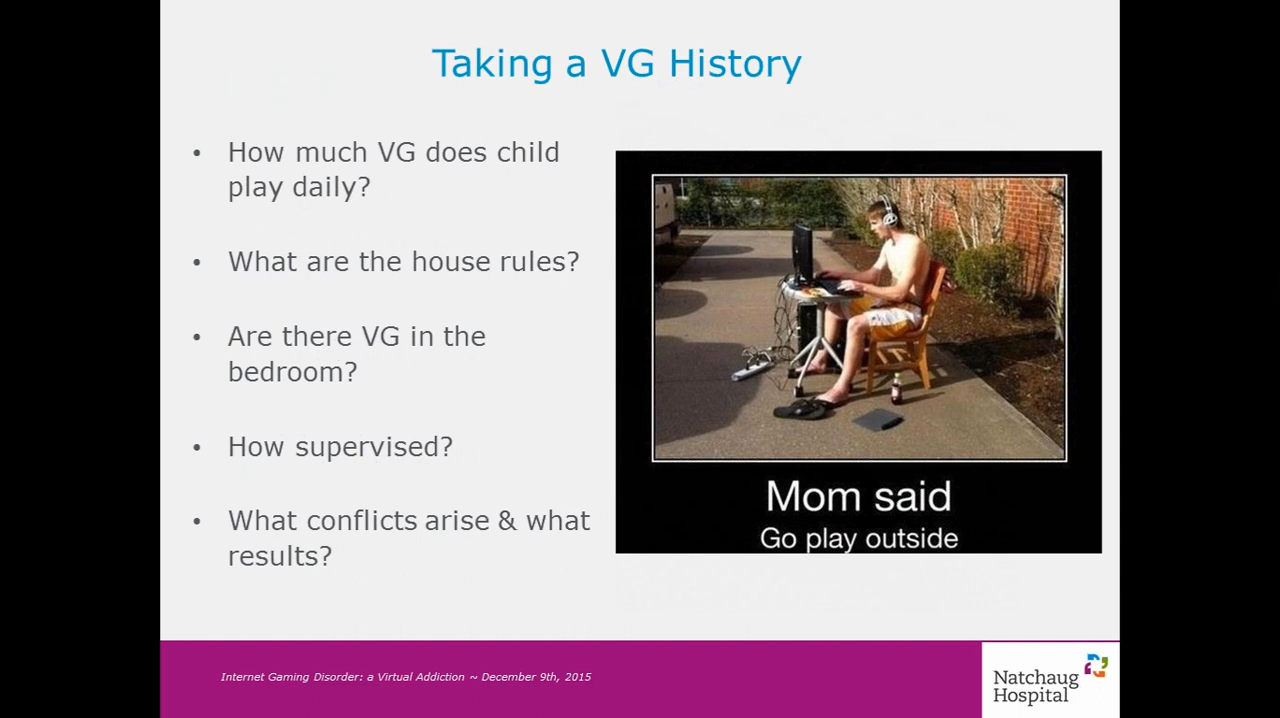 Taking a VG History
• How much VG does child
play daily?
• What are the house rules?
• Are there VG in the
bedroom?
• How supervised?
• What conflicts arise & what
results?
Mom said
Go play outside
Internet Gaming Disorder: a Virtual Addiction ~ December 9th, 2015
Natchaug
Hospital